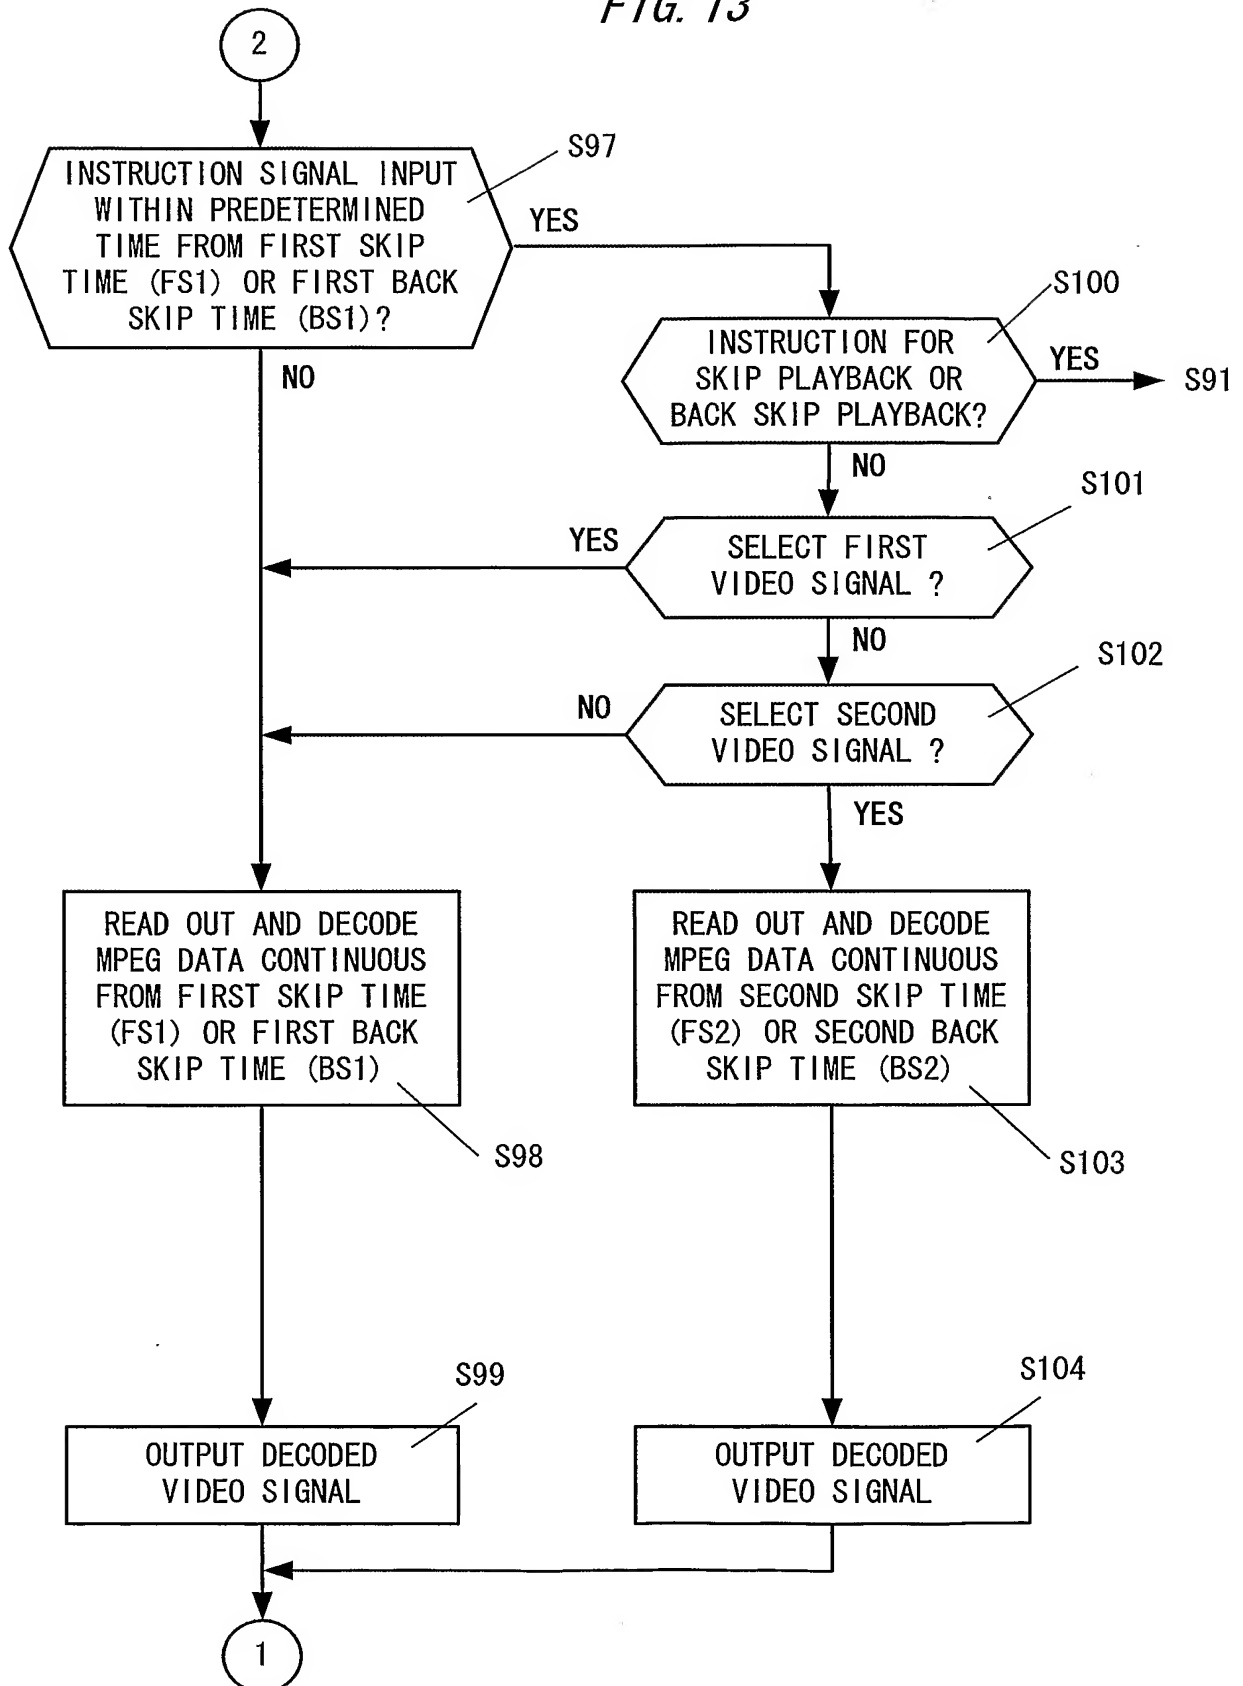 FIG. 13
2
S97
INSTRUCTION SIGNAL INPUT
WITHIN PREDETERMINED
TIME FROM FIRST SKIP
TIME (FS1) OR FIRST BACK
SKIP TIME (BS1)?
YES
NO
S100
INSTRUCTION FOR
SKIP PLAYBACK OR
BACK SKIP PLAYBACK?
YES
S91
NO
S101
YES
SELECT FIRST
VIDEO SIGNAL ?
NO
S102
NO
SELECT SECOND
VIDEO SIGNAL ?
YES
READ OUT AND DECODE
MPEG DATA CONTINUOUS
FROM FIRST SKIP TIME
(FS1) OR FIRST BACK
SKIP TIME (BS1)
S98
READ OUT AND DECODE
MPEG DATA CONTINUOUS
FROM SECOND SKIP TIME
(FS2) OR SECOND BACK
SKIP TIME (BS2)
S103
S99
OUTPUT DECODED
VIDEO SIGNAL
S104
OUTPUT DECODED
VIDEO SIGNAL
1